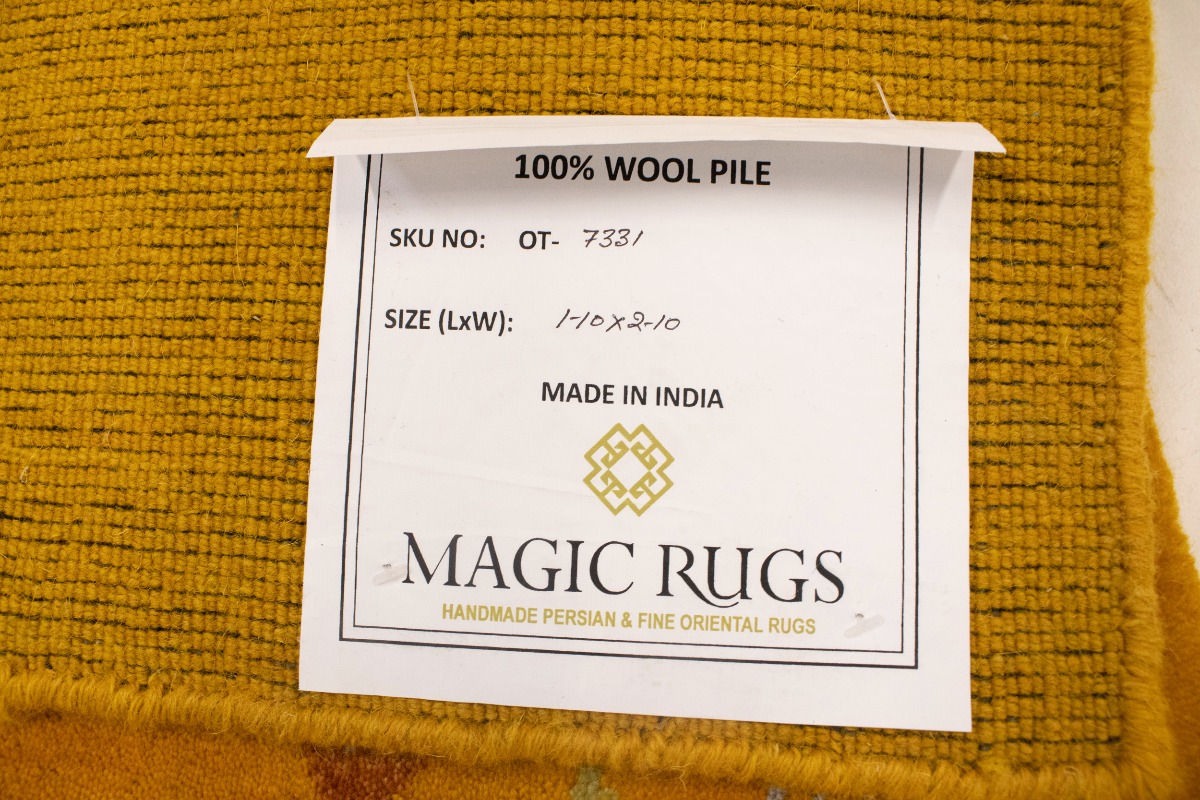 100% WOOL PILE
SKU NO: OT- 7331
SIZE (LxW): 1-10x2-10
MADE IN INDIA
MAGIC RUGS
HANDMADE PERSIAN & FINE ORIENTAL RUGS